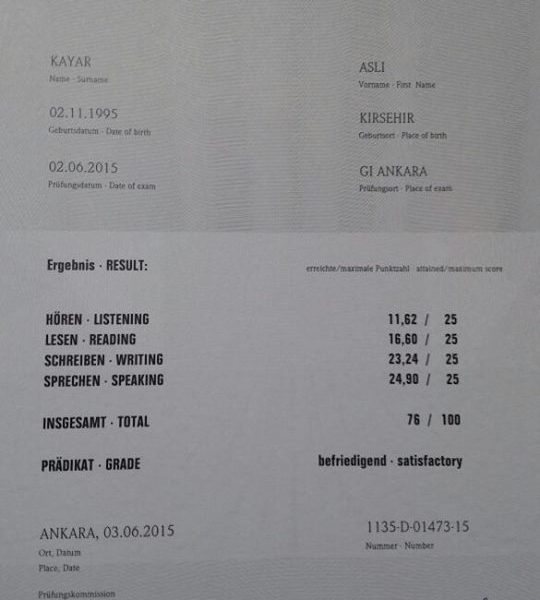 KAYAR ASLI
Name · Surname Vorname · First Name
02.11.1995 KIRSEHIR
Geburtsdatum · Date of birth Geburtsort · Place of birth
02.06.2015 GI ANKARA
Prüfungsdatum · Date of exam Prüfungsort · Place of exam
Ergebnis · RESULT: erreichte/maximale Punktzahl attained/maximum score
HÖREN · LISTENING 11,62 / 25
LESEN · READING 16,60 / 25
SCHREIBEN · WRITING 23,24 / 25
SPRECHEN · SPEAKING 24,90 / 25
INSGESAMT · TOTAL 76 / 100
PRÄDIKAT · GRADE befriedigend · satisfactory
ANKARA, 03.06.2015 1135-D-01473-15
Ort, Datum Nummer · Number
Place, Date
Prüfungskommission